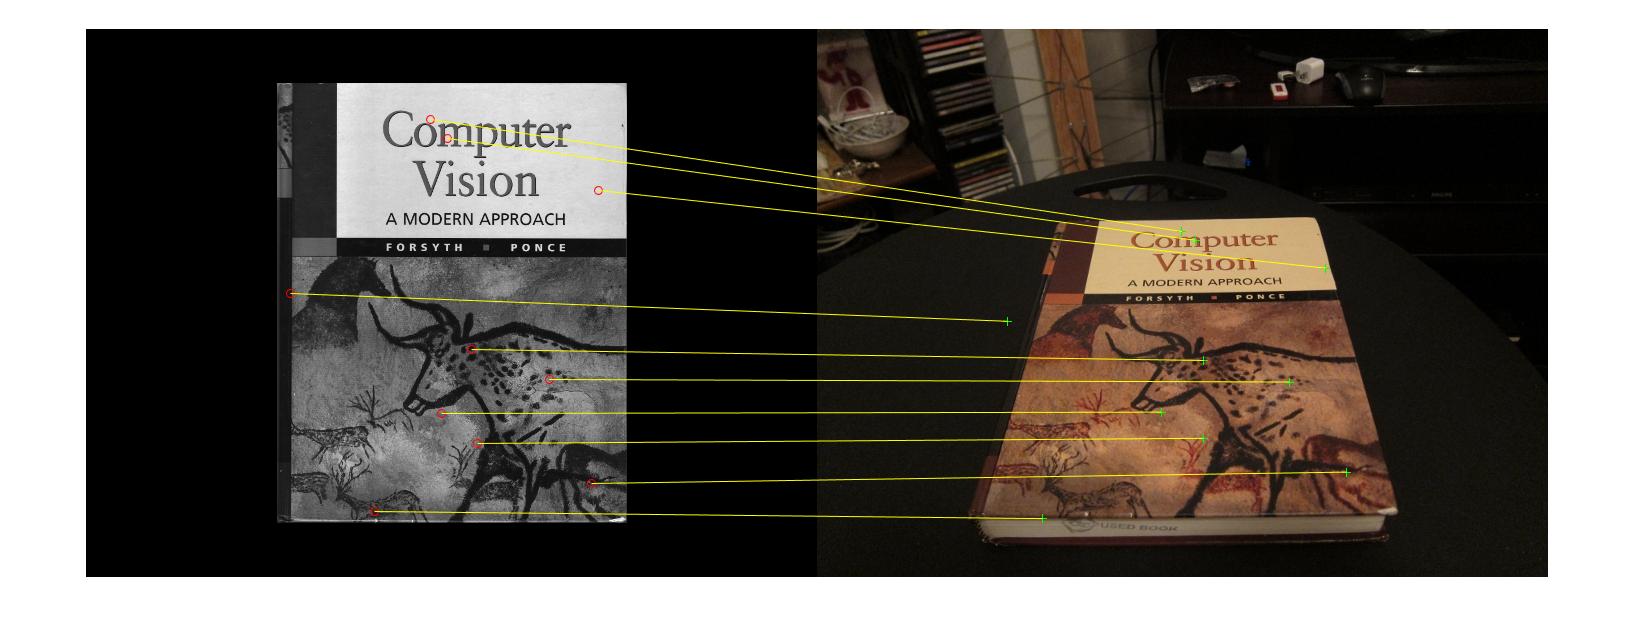 Computer
Vision
A MODERN APPROACH
FORSYTH ■ PONCE
Computer
Vision
A MODERN APPROACH
FORSYTH ■ PONCE
USED BOOK